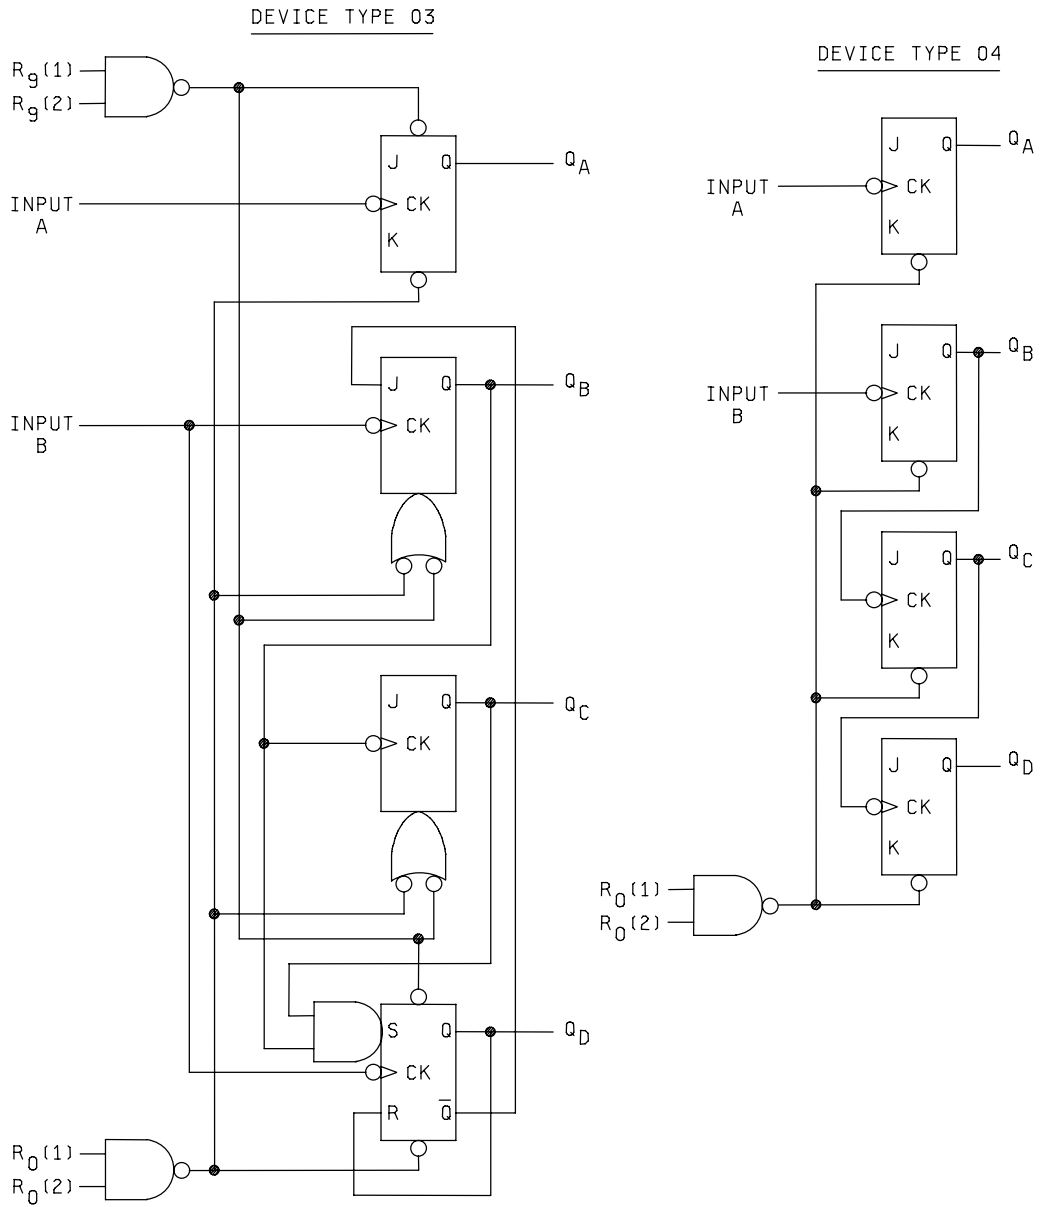 DEVICE TYPE 03
R9(1)
R9(2)
J Q
QA
INPUT
A
CK
K
J Q
QB
INPUT
B
CK
J Q
QC
CK
S Q
QD
CK
R Q̅
R0(1)
R0(2)
DEVICE TYPE 04
J Q
QA
INPUT
A
CK
K
J Q
QB
INPUT
B
CK
K
J Q
QC
CK
K
J Q
QD
CK
K
R0(1)
R0(2)